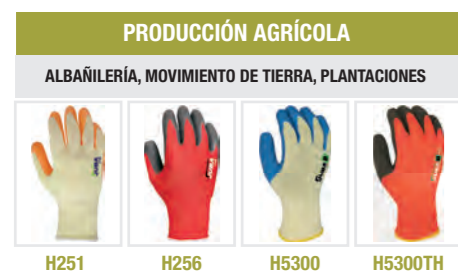 PRODUCCIÓN AGRÍCOLA
ALBAÑILERÍA, MOVIMIENTO DE TIERRA, PLANTACIONES
H251 H256 H5300 H5300TH